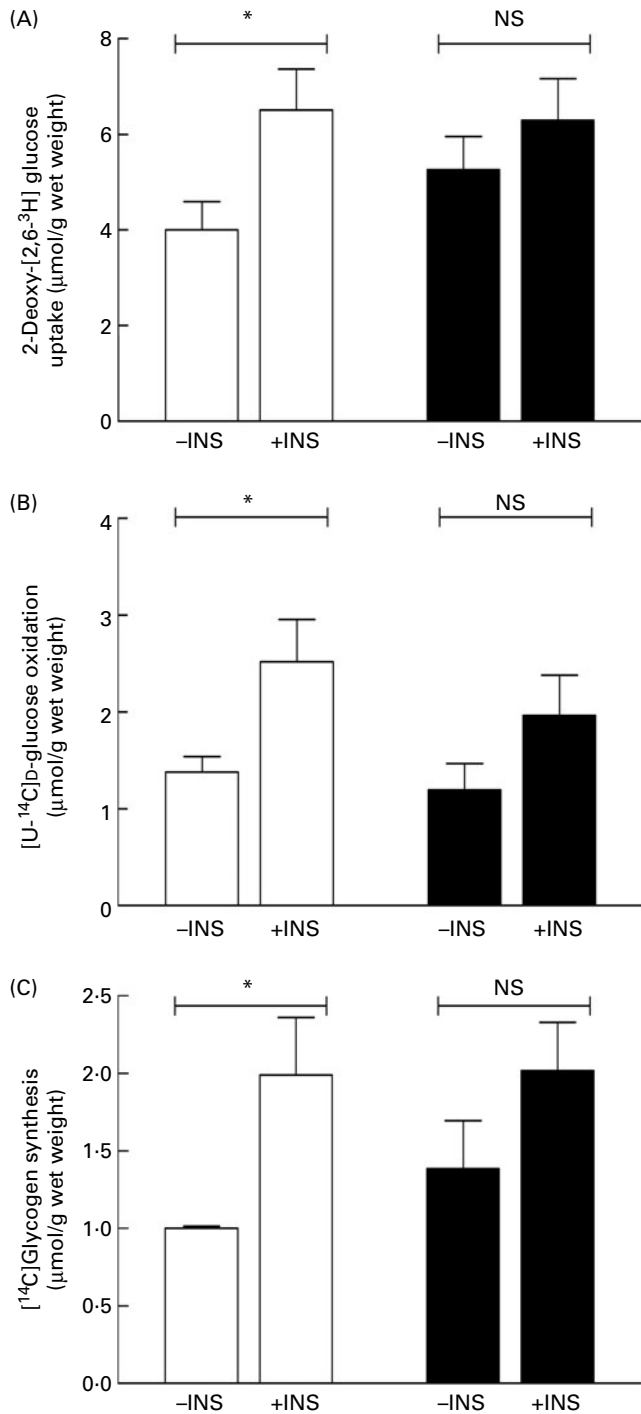 (A)
*
NS
8
6
4
2
0
2-Deoxy-[2,6-³H] glucose
uptake (μmol/g wet weight)
–INS
+INS
–INS
+INS
(B)
*
NS
4
3
2
1
0
[U-¹⁴C]D-glucose oxidation
(μmol/g wet weight)
–INS
+INS
–INS
+INS
(C)
*
NS
2·5
2·0
1·5
1·0
0·5
0·0
[¹⁴C]Glycogen synthesis
(μmol/g wet weight)
–INS
+INS
–INS
+INS